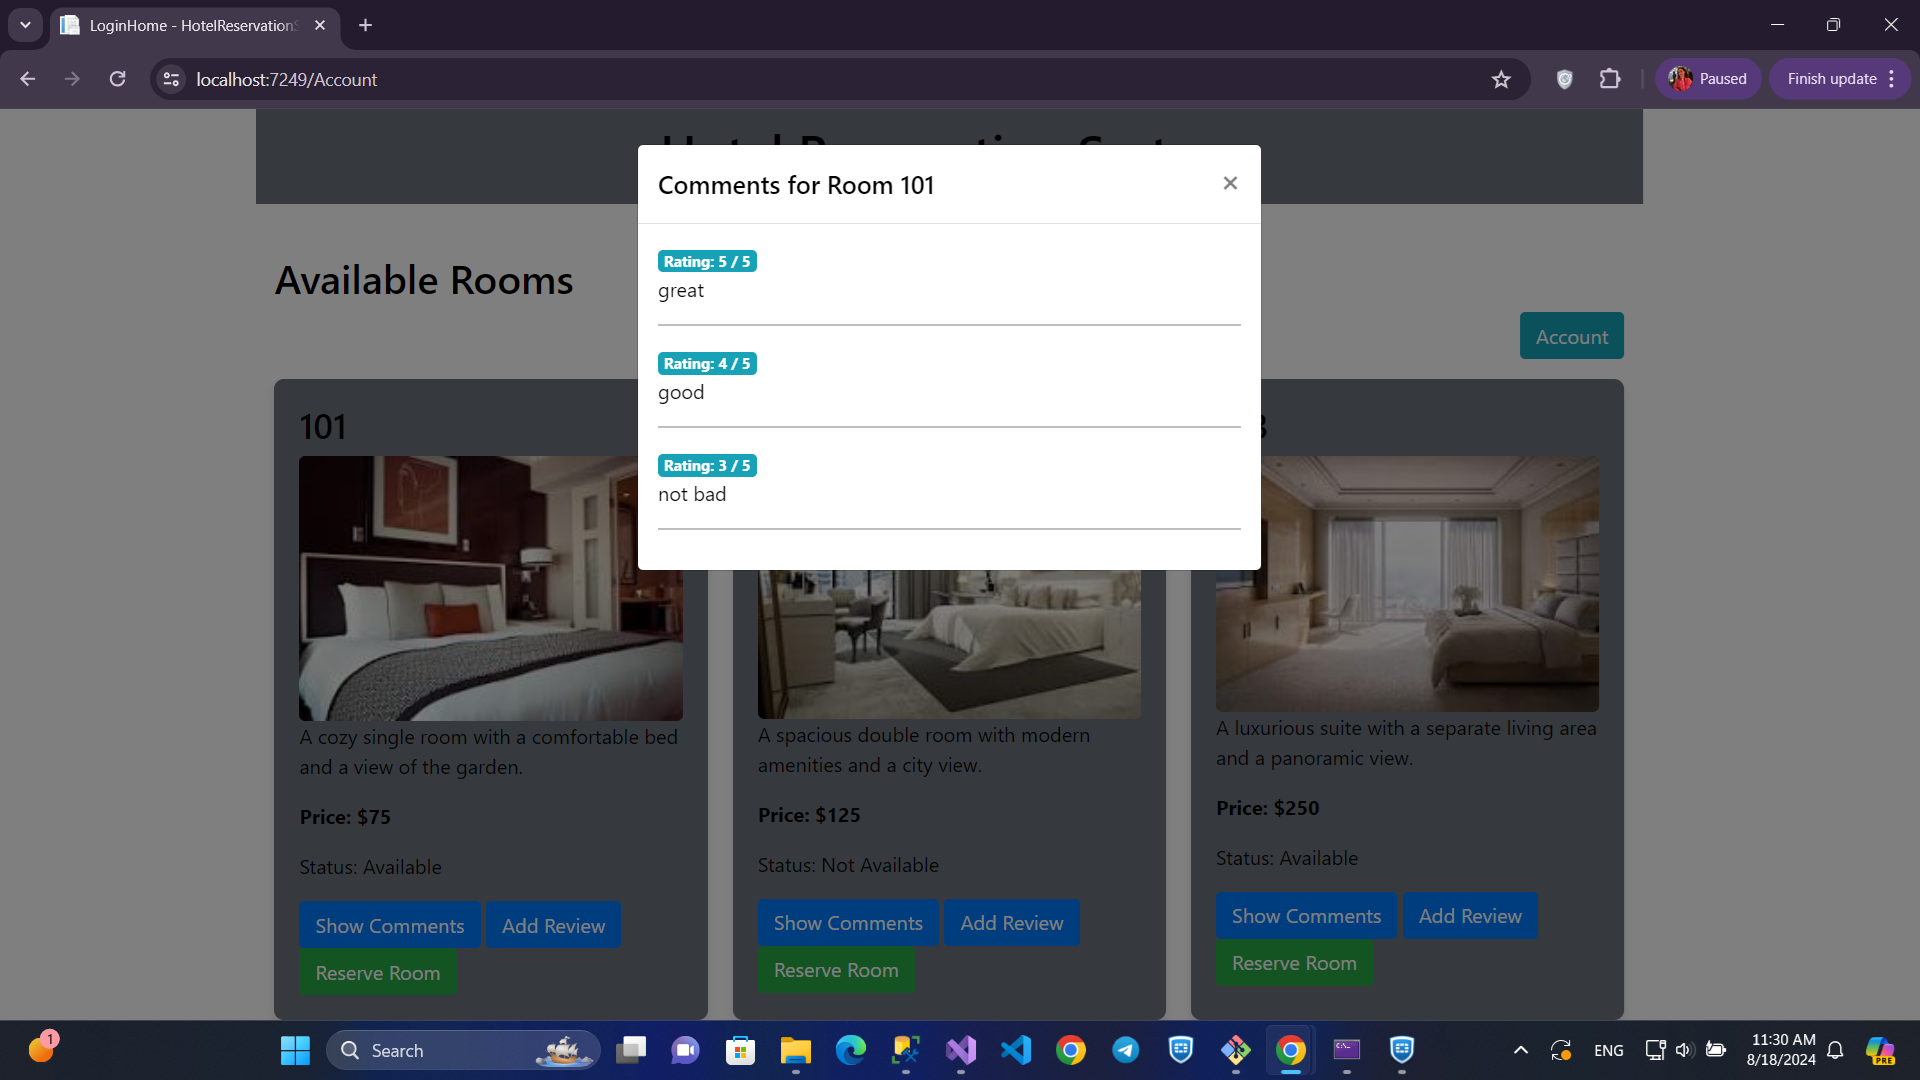 LoginHome - HotelReservation
localhost:7249/Account
Paused
Finish update
Comments for Room 101
×
Rating: 5 / 5
great
Rating: 4 / 5
good
Rating: 3 / 5
not bad
Available Rooms
Account
101
A cozy single room with a comfortable bed
and a view of the garden.
Price: $75
Status: Available
Show Comments
Add Review
Reserve Room
A spacious double room with modern
amenities and a city view.
Price: $125
Status: Not Available
Show Comments
Add Review
Reserve Room
A luxurious suite with a separate living area
and a panoramic view.
Price: $250
Status: Available
Show Comments
Add Review
Reserve Room
1
Search
ENG
11:30 AM
8/18/2024
PRE